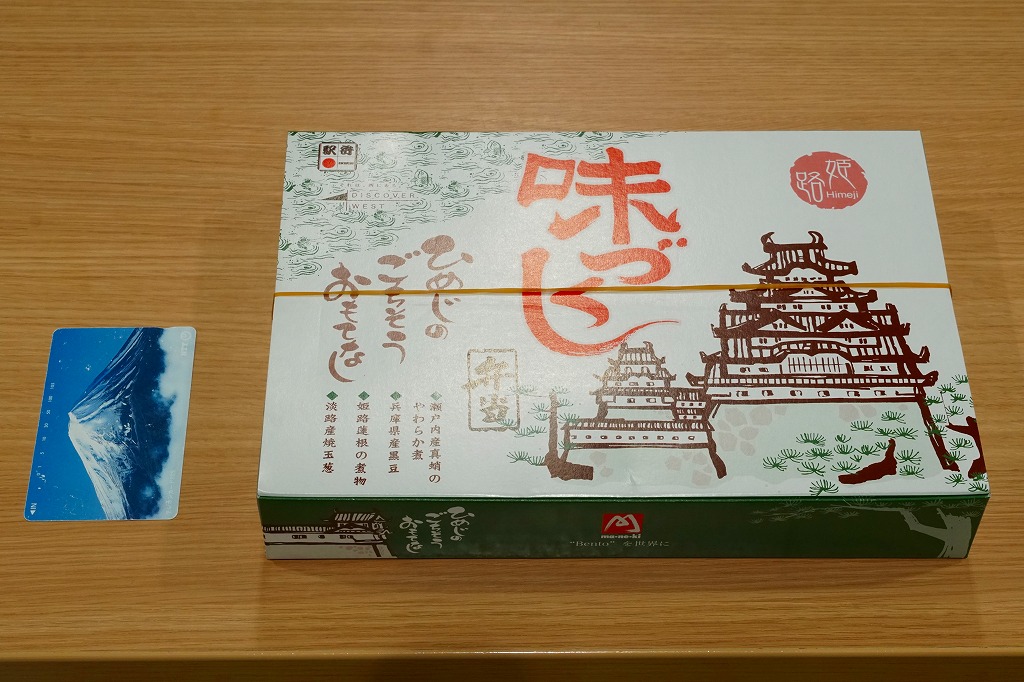 駅弁
DISCOVER
WEST
味づくし
姫路
Himeji
ひめじの
ごちそう
おもてなし
弁当
◆瀬戸内産真蛸の
やわらか煮
◆兵庫県産黒豆
◆姫路蓮根の煮物
◆淡路産焼玉葱
ひめじの
ごちそう
おもてなし
ma-ne-ki
"Bento" を世界に